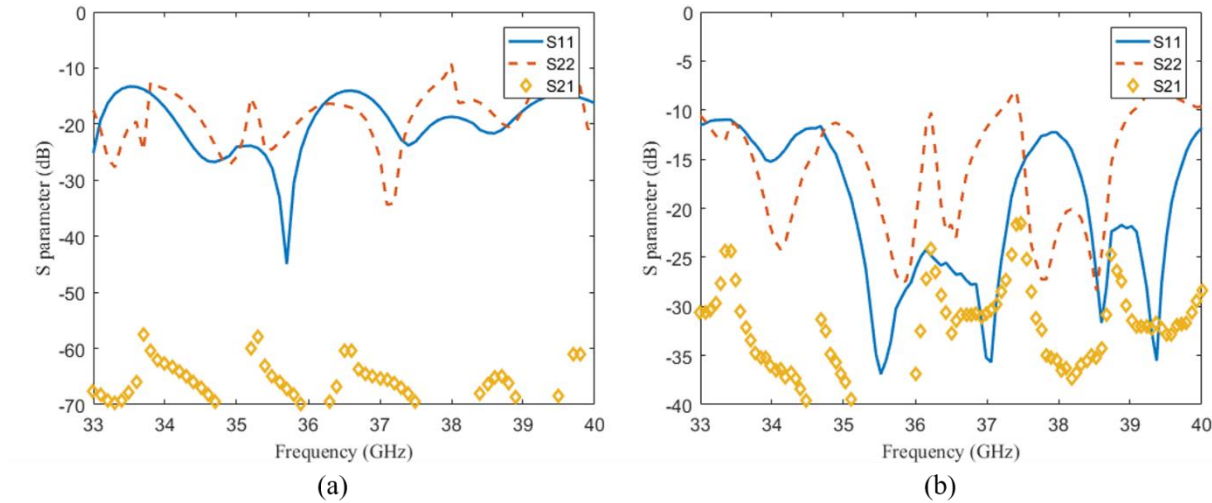 0
-10
-20
-30
-40
-50
-60
-70
S parameter (dB)
33 34 35 36 37 38 39 40
Frequency (GHz)
S11
S22
S21
(a)
0
-5
-10
-15
-20
-25
-30
-35
-40
S parameter (dB)
33 34 35 36 37 38 39 40
Frequency (GHz)
S11
S22
S21
(b)